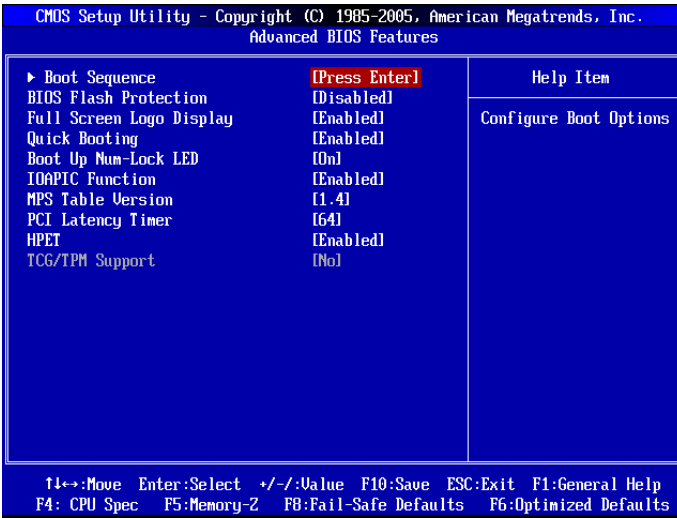 CMOS Setup Utility - Copyright (C) 1985-2005, American Megatrends, Inc.
Advanced BIOS Features
▶ Boot Sequence [Press Enter]
BIOS Flash Protection [Disabled]
Full Screen Logo Display [Enabled]
Quick Booting [Enabled]
Boot Up Num-Lock LED [On]
IOAPIC Function [Enabled]
MPS Table Version [1.4]
PCI Latency Timer [64]
HPET [Enabled]
TCG/TPM Support [No]
Help Item
Configure Boot Options
↑↓←→:Move Enter:Select +/-/:Value F10:Save ESC:Exit F1:General Help
F4: CPU Spec F5:Memory-Z F8:Fail-Safe Defaults F6:Optimized Defaults